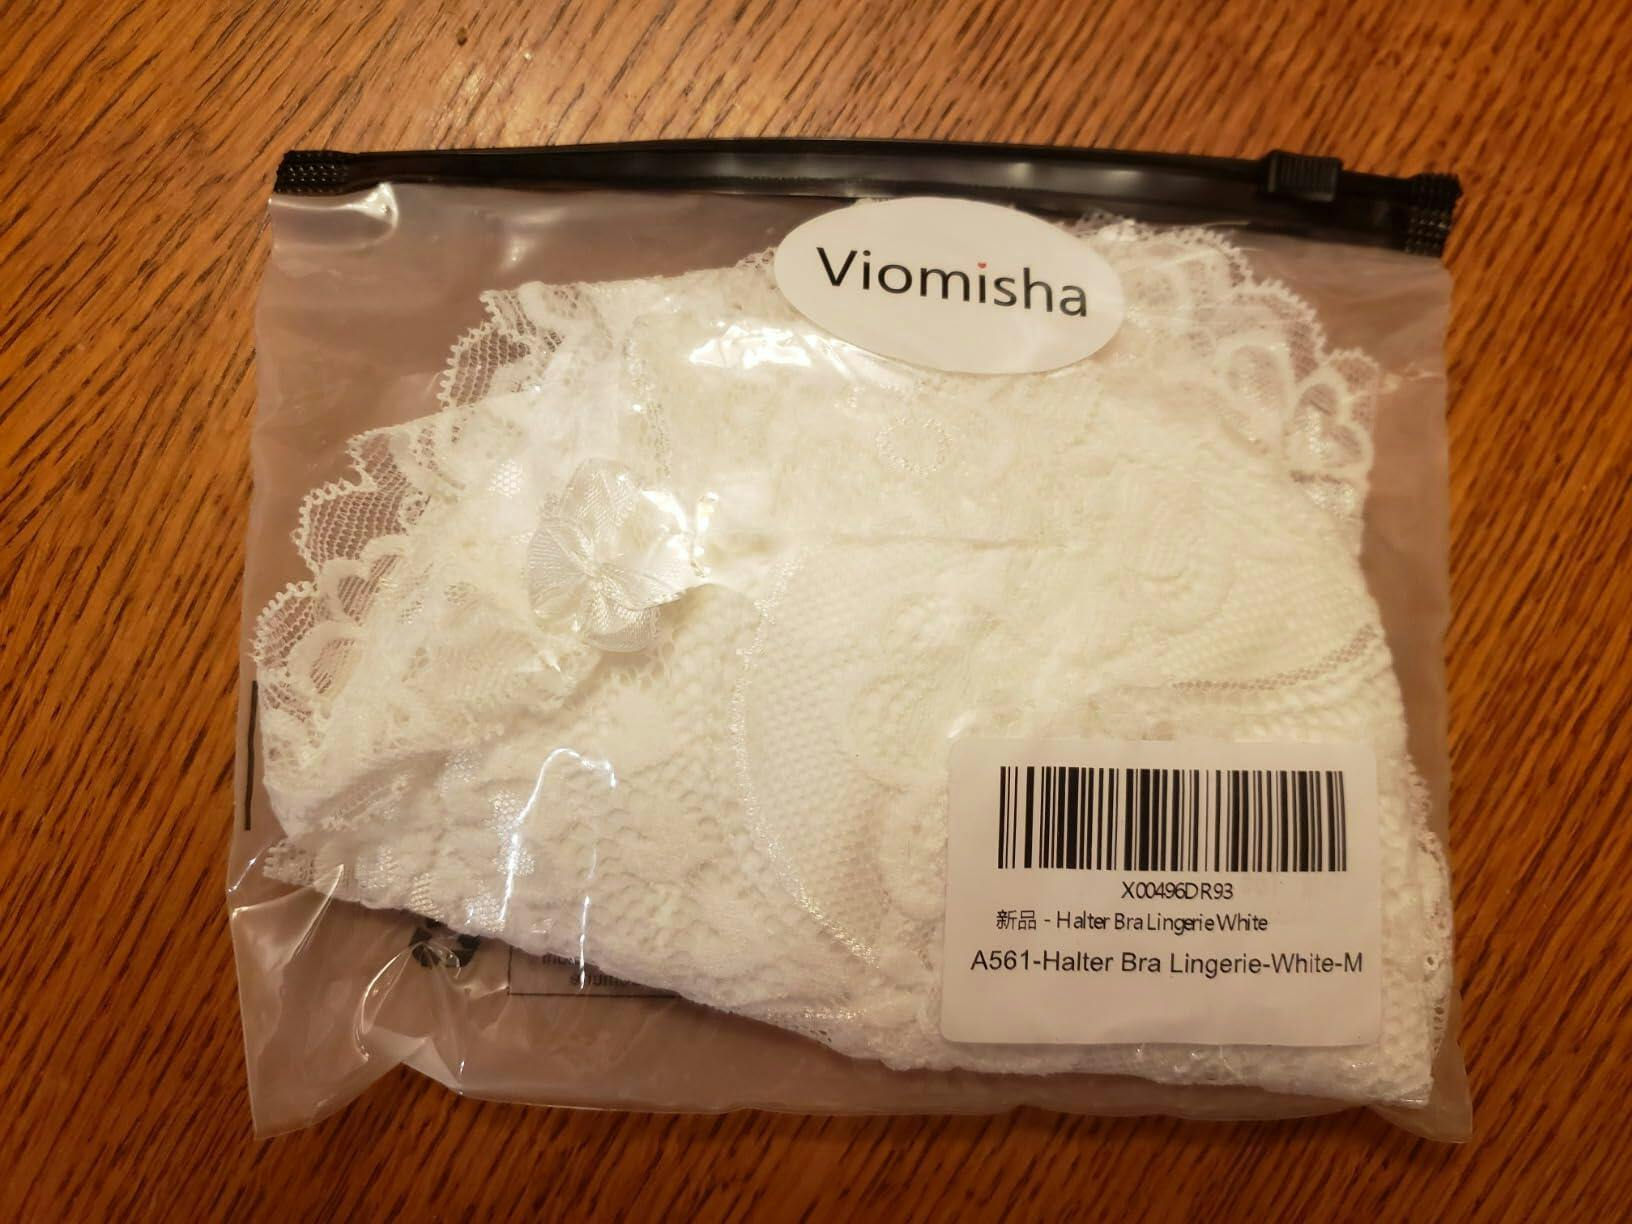 Viomisha
X00496DR93
新品 - Halter Bra Lingerie White
A561-Halter Bra Lingerie-White-M